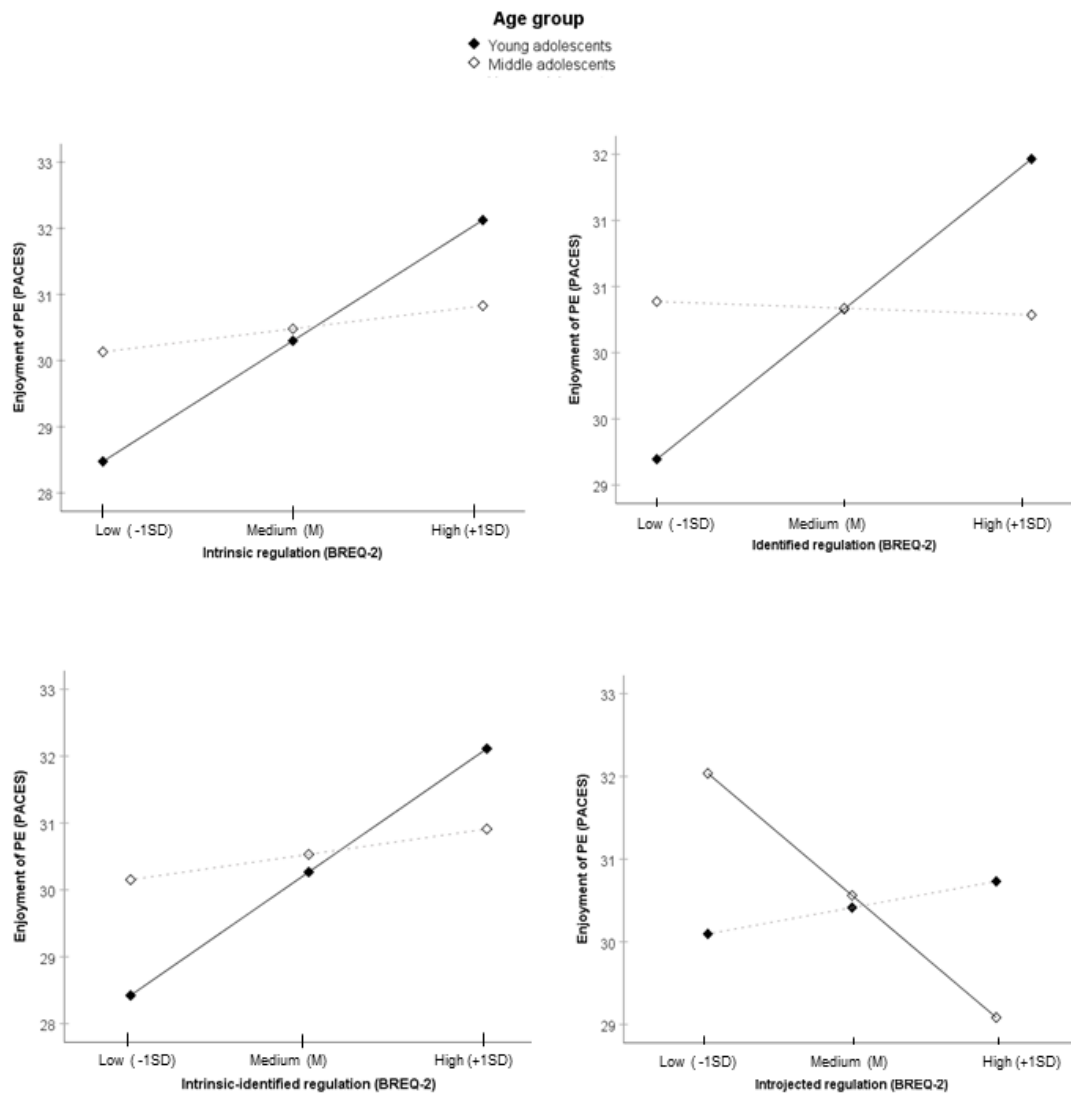 Age group
Young adolescents
Middle adolescents
Enjoyment of PE (PACES)
33
32
31
30
29
28
Low ( -1SD) Medium (M) High (+1SD)
Intrinsic regulation (BREQ-2)
Enjoyment of PE (PACES)
32
31
31
30
30
29
Low ( -1SD) Medium (M) High (+1SD)
Identified regulation (BREQ-2)
Enjoyment of PE (PACES)
33
32
31
30
29
28
Low ( -1SD) Medium (M) High (+1SD)
Intrinsic-identified regulation (BREQ-2)
Enjoyment of PE (PACES)
33
32
31
30
29
Low ( -1SD) Medium (M) High (+1SD)
Introjected regulation (BREQ-2)